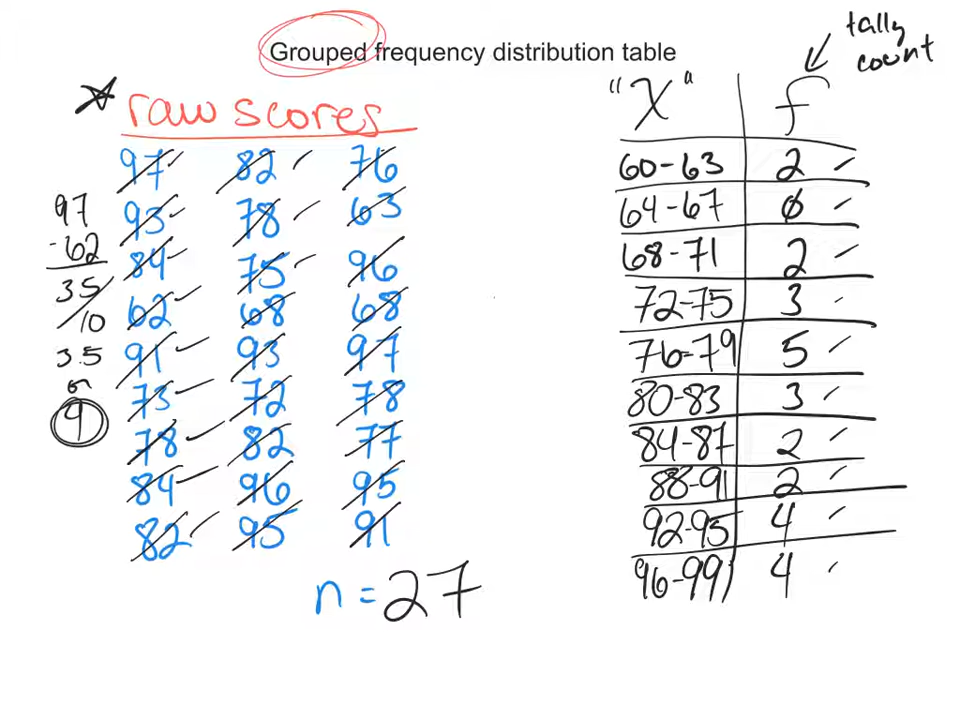 Grouped frequency distribution table
tally
count
raw scores
97 82 76
93 78 63
84 75 96
62 68 68
91 93 97
73 72 78
78 82 77
84 96 95
82 95 91
n = 27
97
-62
35
/10
3.5
or
4
"X" f
60-63 2
64-67 0
68-71 2
72-75 3
76-79 5
80-83 3
84-87 2
88-91 2
92-95 4
96-99 4